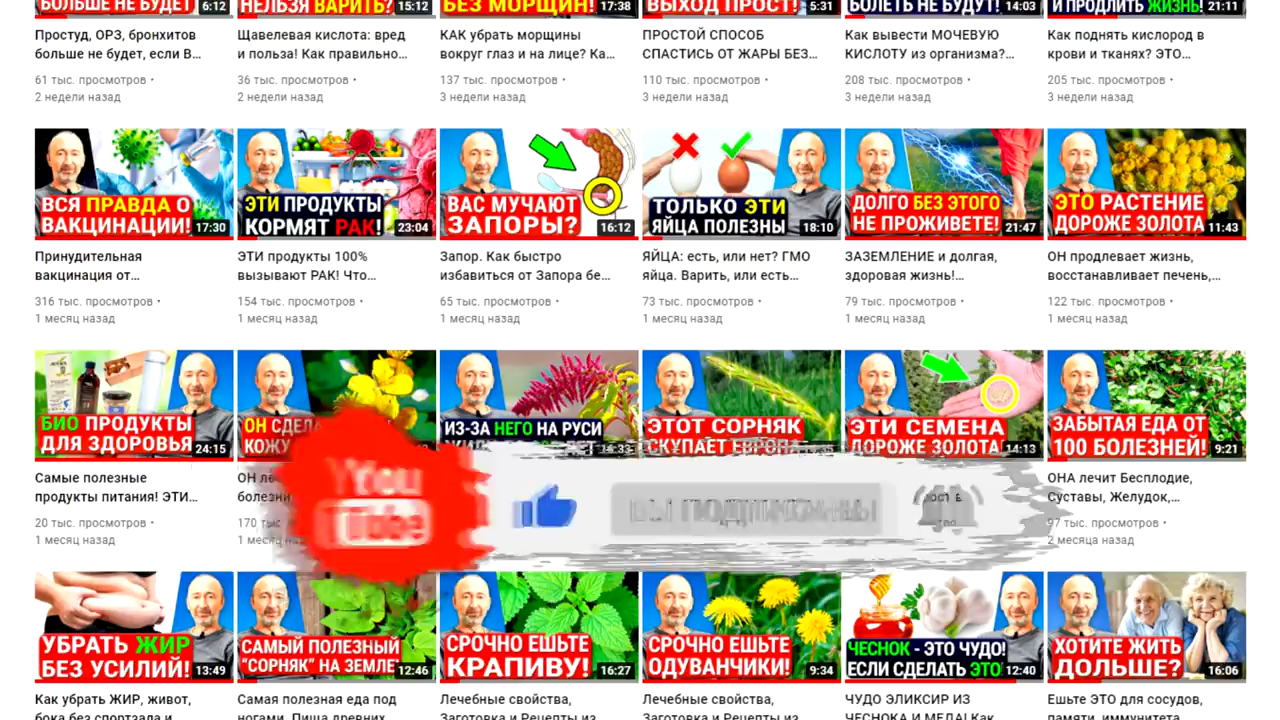 БОЛЬШЕ НЕ БУДЕТ
6:12
НЕЛЬЗЯ ВАРИТЬ?
15:12
БЕЗ МОРЩИН!
17:38
ВЫХОД ПРОСТ!
5:31
БОЛЕТЬ НЕ БУДУТ!
14:03
И ПРОДЛИТЬ ЖИЗНЬ!
21:11
Простуд, ОРЗ, бронхитов
больше не будет, если В...
61 тыс. просмотров •
2 недели назад
Щавелевая кислота: вред
и польза! Как правильно...
36 тыс. просмотров •
2 недели назад
КАК убрать морщины
вокруг глаз и на лице? Ка...
137 тыс. просмотров •
3 недели назад
ПРОСТОЙ СПОСОБ
СПАСТИСЬ ОТ ЖАРЫ БЕЗ...
110 тыс. просмотров •
3 недели назад
Как вывести МОЧЕВУЮ
КИСЛОТУ из организма?...
208 тыс. просмотров •
3 недели назад
Как поднять кислород в
крови и тканях? ЭТО...
205 тыс. просмотров •
3 недели назад
ВСЯ ПРАВДА О
ВАКЦИНАЦИИ!
17:30
ЭТИ ПРОДУКТЫ
КОРМЯТ РАК!
23:04
ВАС МУЧАЮТ
ЗАПОРЫ?
16:12
ТОЛЬКО ЭТИ
ЯЙЦА ПОЛЕЗНЫ
18:10
ДОЛГО БЕЗ ЭТОГО
НЕ ПРОЖИВЕТЕ!
21:47
ЭТО РАСТЕНИЕ
ДОРОЖЕ ЗОЛОТА
11:43
Принудительная
вакцинация от...
316 тыс. просмотров •
1 месяц назад
ЭТИ продукты 100%
вызывают РАК! Что...
154 тыс. просмотров •
1 месяц назад
Запор. Как быстро
избавиться от Запора бе...
65 тыс. просмотров •
1 месяц назад
ЯЙЦА: есть, или нет? ГМО
яйца. Варить, или есть...
73 тыс. просмотров •
1 месяц назад
ЗАЗЕМЛЕНИЕ и долгая,
здоровая жизнь!...
79 тыс. просмотров •
1 месяц назад
ОН продлевает жизнь,
восстанавливает печень,...
122 тыс. просмотров •
1 месяц назад
БИО ПРОДУКТЫ
ДЛЯ ЗДОРОВЬЯ
24:15
ОН СДЕЛА
КОЖУ
ИЗ-ЗА НЕГО НА РУСИ
ЛЕТ
16:33
ЭТОТ СОРНЯК
СКУПАЕТ ЕВРОПА
ЭТИ СЕМЕНА
ДОРОЖЕ ЗОЛОТА
14:13
ЗАБЫТАЯ ЕДА ОТ
100 БОЛЕЗНЕЙ!
9:21
Самые полезные
продукты питания! ЭТИ...
20 тыс. просмотров •
1 месяц назад
ОН ле
болезни
170 тыс.
1 месяц н
You
Tube
ВЫ ПОДПИСАНЫ
ОНА лечит Бесплодие,
Суставы, Желудок,...
97 тыс. просмотров •
2 месяца назад
УБРАТЬ ЖИР
БЕЗ УСИЛИЙ!
13:49
САМЫЙ ПОЛЕЗНЫЙ
"СОРНЯК" НА ЗЕМЛЕ
12:46
СРОЧНО ЕШЬТЕ
КРАПИВУ!
16:27
СРОЧНО ЕШЬТЕ
ОДУВАНЧИКИ!
9:34
ЧЕСНОК - ЭТО ЧУДО!
ЕСЛИ СДЕЛАТЬ ЭТО
12:40
ХОТИТЕ ЖИТЬ
ДОЛЬШЕ?
16:06
Как убрать ЖИР, живот,
бока без спортзала и
Самая полезная еда под
ногами. Пища древних
Лечебные свойства,
Заготовка и Рецепты из
Лечебные свойства,
Заготовка и Рецепты из
ЧУДО ЭЛИКСИР ИЗ
ЧЕСНОКА И МЕДА! Как
Ешьте ЭТО для сосудов,
памяти, иммунитета